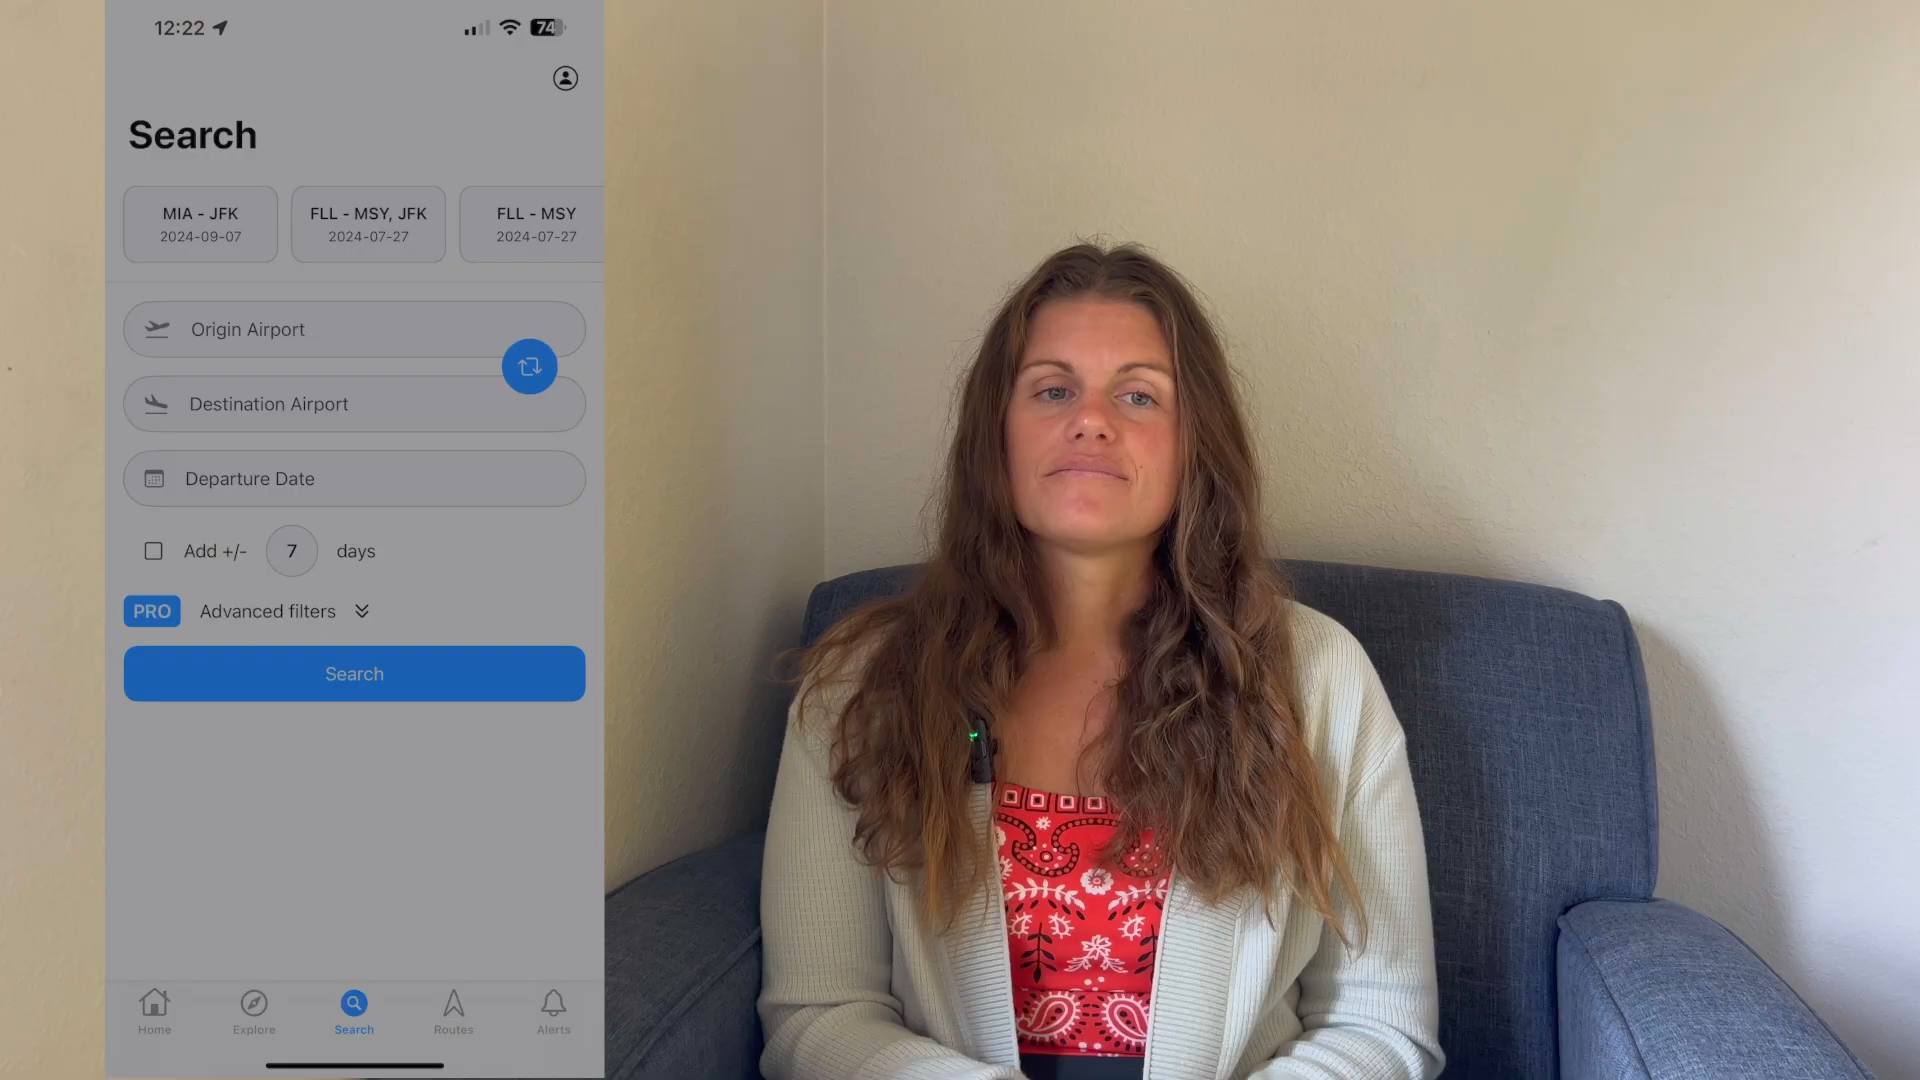 12:22
74
Search
MIA - JFK
2024-09-07
FLL - MSY, JFK
2024-07-27
FLL - MSY
2024-07-27
Origin Airport
Destination Airport
Departure Date
Add +/- 7 days
PRO Advanced filters
Search
Home Explore Search Routes Alerts